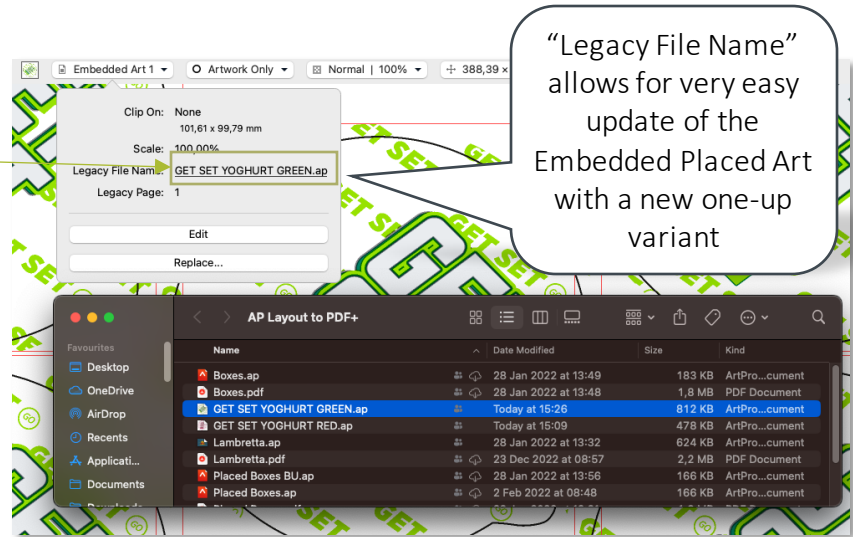 “Legacy File Name”
allows for very easy
update of the
Embedded Placed Art
with a new one-up
variant
Embedded Art 1
Artwork Only
Normall | 100%
388,39 ×
Clip On: None
101,61 x 99,79 mm
Scale: 100,00%
Legacy File Name: GET SET YOGHURT GREEN.ap
Legacy Page: 1
Edit
Replace...
GET SET
GO
AP Layout to PDF+
Favourites
Desktop
OneDrive
AirDrop
Recents
Applicati...
Documents
Name Date Modified Size Kind
Boxes.ap 28 Jan 2022 at 13:49 183 KB ArtPro...cument
Boxes.pdf 28 Jan 2022 at 13:48 1,8 MB PDF Document
GET SET YOGHURT GREEN.ap Today at 15:26 812 KB ArtPro...cument
GET SET YOGHURT RED.ap Today at 15:09 478 KB ArtPro...cument
Lambretta.ap 28 Jan 2022 at 13:32 624 KB ArtPro...cument
Lambretta.pdf 23 Dec 2022 at 08:57 2,2 MB PDF Document
Placed Boxes BU.ap 28 Jan 2022 at 13:56 166 KB ArtPro...cument
Placed Boxes.ap 2 Feb 2022 at 08:48 166 KB ArtPro...cument